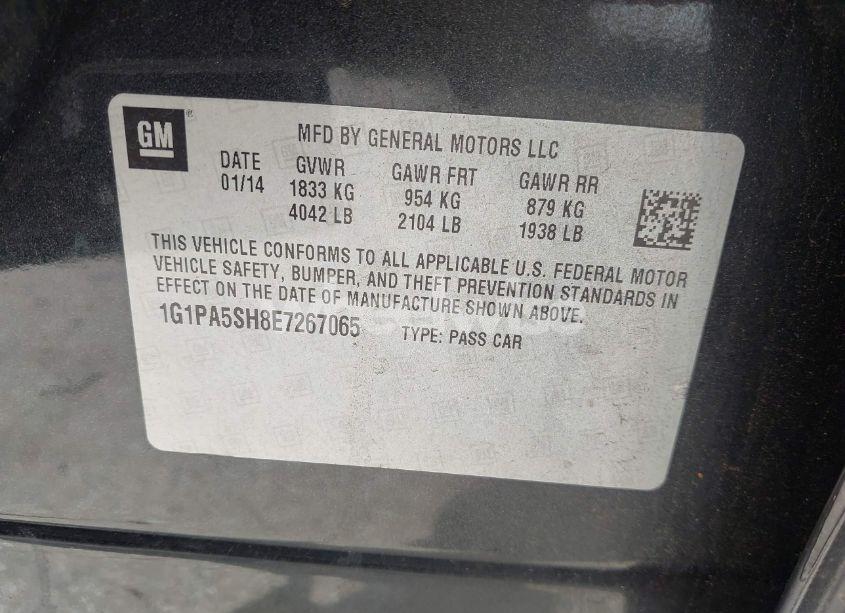 GM
MFD BY GENERAL MOTORS LLC
DATE GVWR GAWR FRT GAWR RR
01/14 1833 KG 954 KG 879 KG
4042 LB 2104 LB 1938 LB
THIS VEHICLE CONFORMS TO ALL APPLICABLE U.S. FEDERAL MOTOR
VEHICLE SAFETY, BUMPER, AND THEFT PREVENTION STANDARDS IN
EFFECT ON THE DATE OF MANUFACTURE SHOWN ABOVE.
1G1PA5SH8E7267065 TYPE: PASS CAR